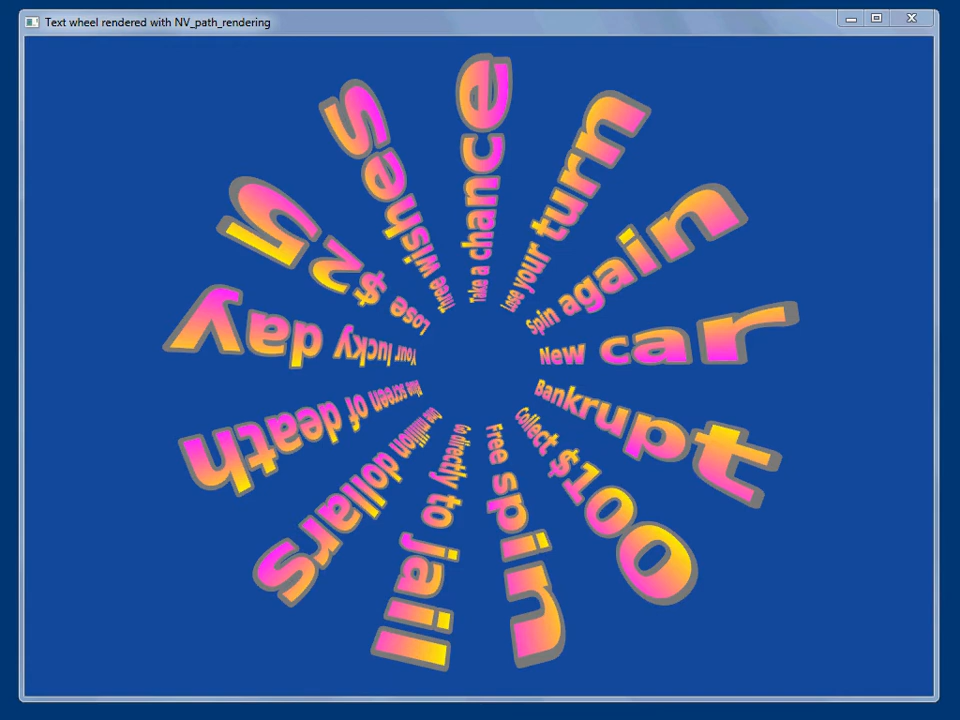 Text wheel rendered with NV_path_rendering
Take a chance
Lose your turn
Spin again
New car
Bankrupt
Collect $100
Free spin
Go directly to jail
One million dollars
Blue screen of death
Your lucky day
Lose $25
Three wishes